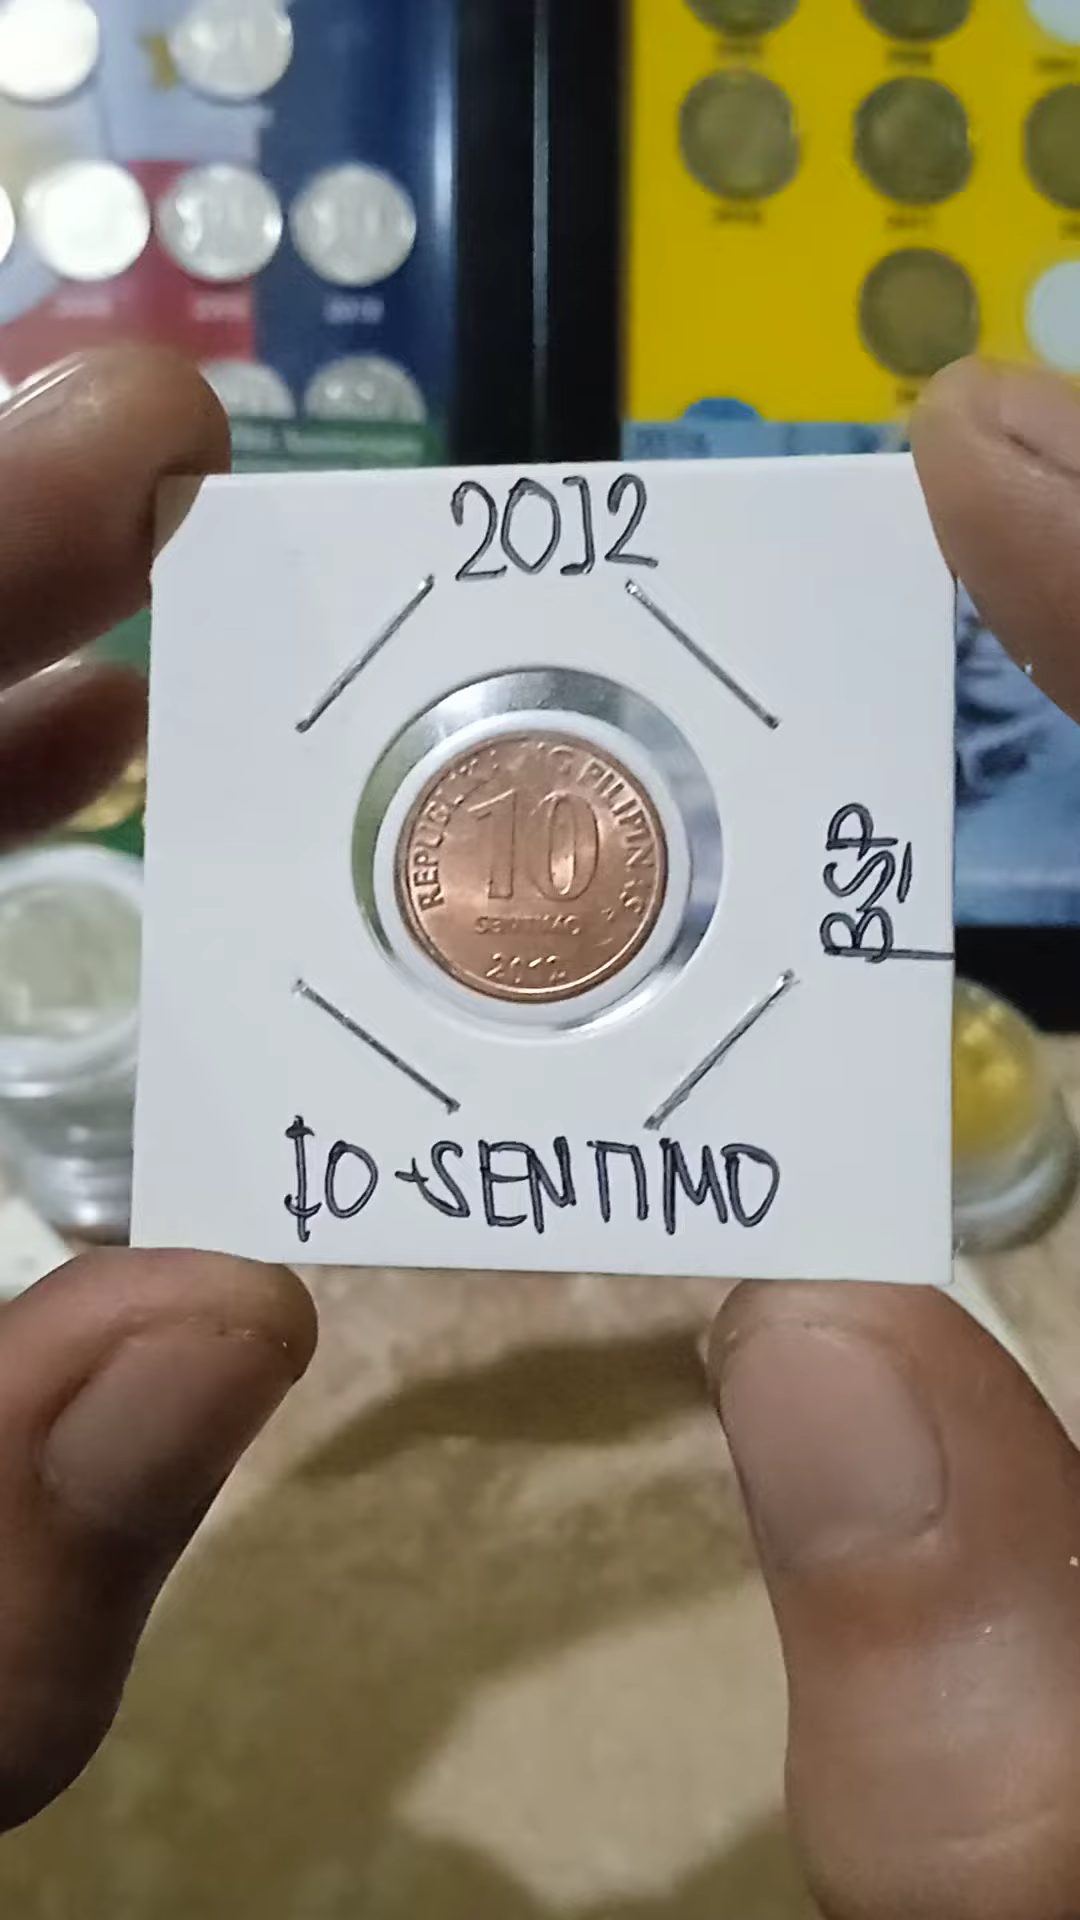 2012
REPUBLIKA NG PILIPINAS
10
SENTIMO
2012
BSP
10-SENTIMO